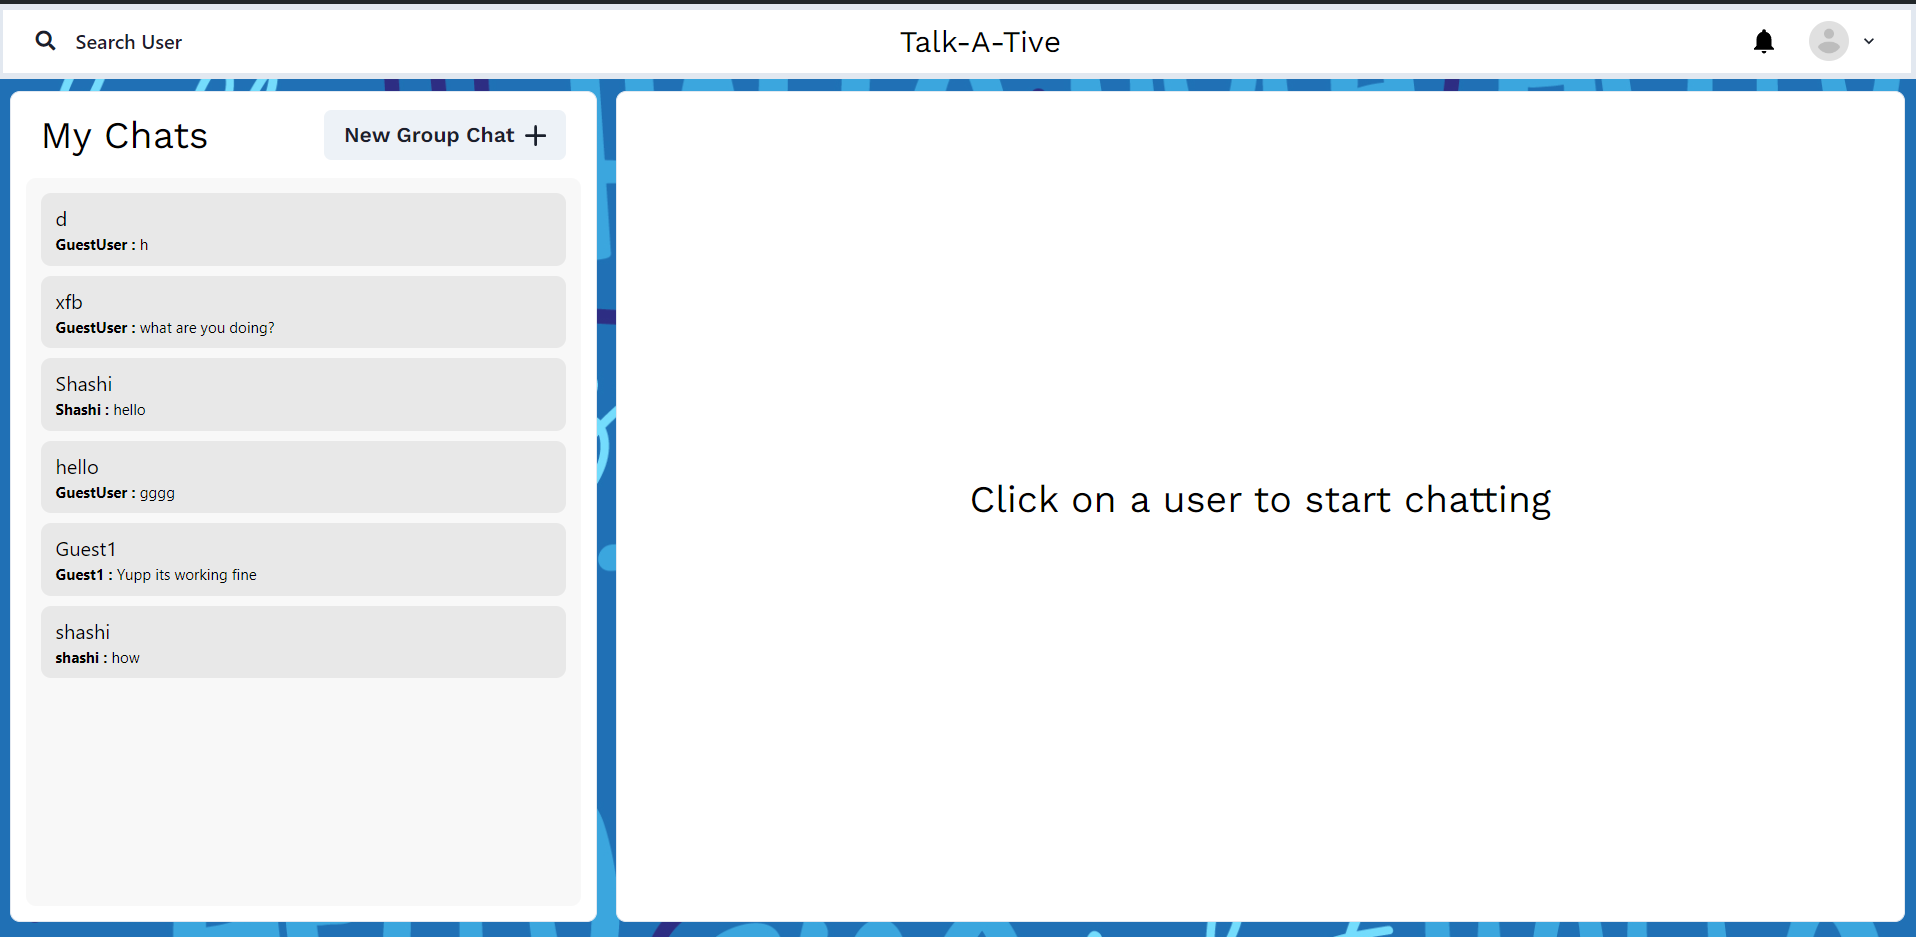 Search User
Talk-A-Tive
My Chats
New Group Chat
d
GuestUser : h
xfb
GuestUser : what are you doing?
Shashi
Shashi : hello
hello
GuestUser : gggg
Guest1
Guest1 : Yupp its working fine
shashi
shashi : how
Click on a user to start chatting